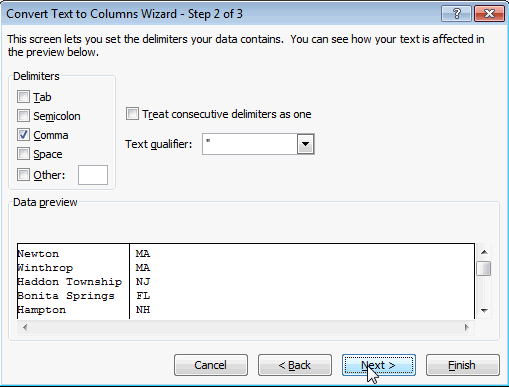 Convert Text to Columns Wizard - Step 2 of 3
This screen lets you set the delimiters your data contains. You can see how your text is affected in
the preview below.
Delimiters
Tab
Semicolon
Comma
Space
Other:
Treat consecutive delimiters as one
Text qualifier: "
Data preview
Newton MA
Winthrop MA
Haddon Township NJ
Bonita Springs FL
Hampton NH
Cancel < Back Next > Finish